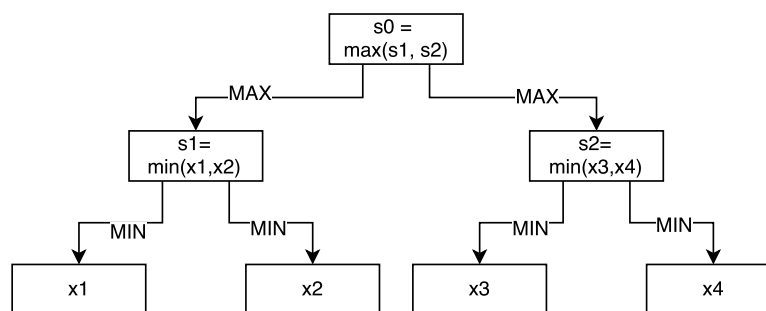 s0 =
max(s1, s2)
MAX
MAX
s1=
min(x1,x2)
s2=
min(x3,x4)
MIN
MIN
MIN
MIN
x1
x2
x3
x4